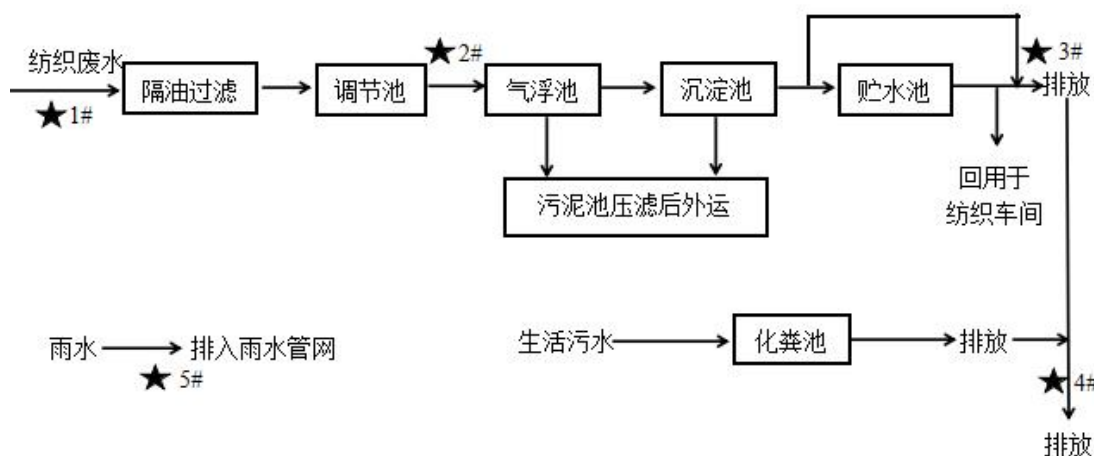 纺织废水
★1#
隔油过滤
调节池
★2#
气浮池
沉淀池
贮水池
★3#
排放
回用于
纺织车间
污泥池压滤后外运
雨水
排入雨水管网
★5#
生活污水
化粪池
排放
★4#
排放